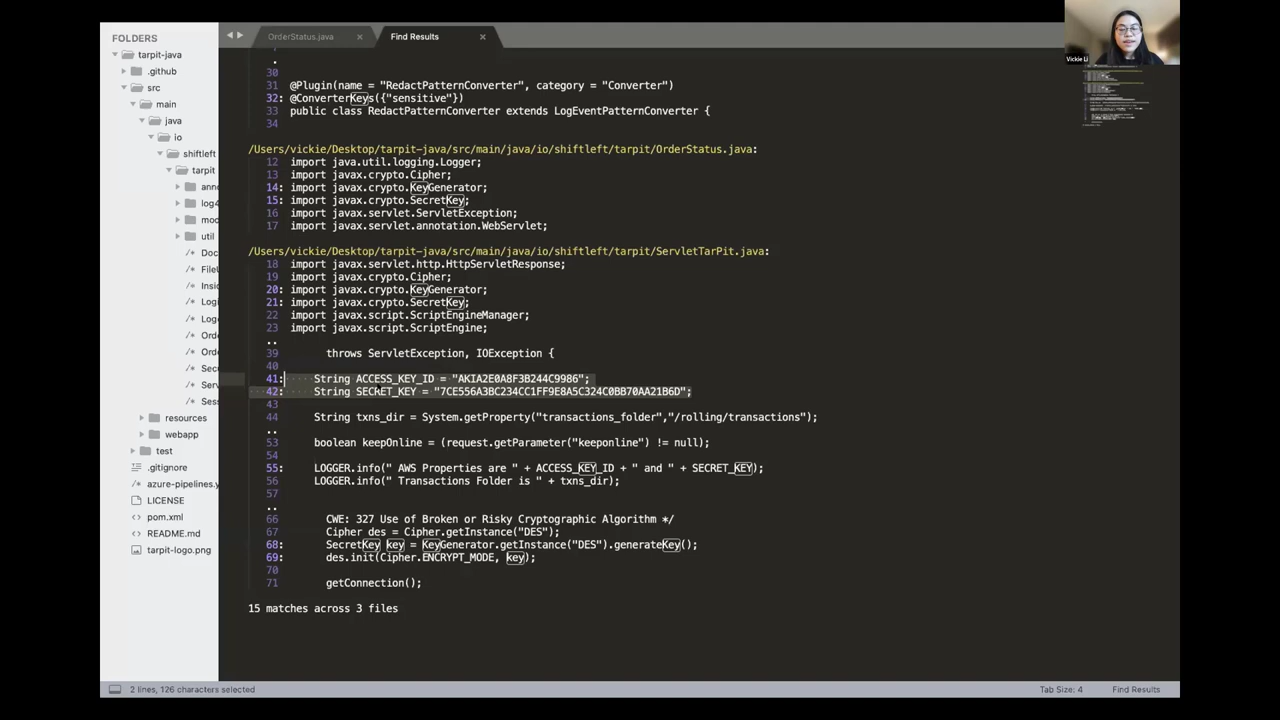 FOLDERS
tarpit-java
.github
src
main
java
io
shiftleft
tarpit
ann
log4
mod
util
/* Doc
/* FileU
/* Insid
/* Logi
/* Log
/* Ord
/* Ord
/* Sec
/* Serv
/* Ses
resources
webapp
test
.gitignore
azure-pipelines.y
LICENSE
pom.xml
README.md
tarpit-logo.png
OrderStatus.java ×
Find Results ×
Vickie Li
.
30
31 @Plugin(name = "RedactPatternConverter", category = "Converter")
32: @ConverterKeys({"sensitive"})
33 public class RedactPatternConverter extends LogEventPatternConverter {
34
/Users/vickie/Desktop/tarpit-java/src/main/java/io/shiftleft/tarpit/OrderStatus.java:
12 import java.util.logging.Logger;
13 import javax.crypto.Cipher;
14: import javax.crypto.KeyGenerator;
15: import javax.crypto.SecretKey;
16 import javax.servlet.ServletException;
17 import javax.servlet.annotation.WebServlet;
/Users/vickie/Desktop/tarpit-java/src/main/java/io/shiftleft/tarpit/ServletTarPit.java:
18 import javax.servlet.http.HttpServletResponse;
19 import javax.crypto.Cipher;
20: import javax.crypto.KeyGenerator;
21: import javax.crypto.SecretKey;
22 import javax.script.ScriptEngineManager;
23 import javax.script.ScriptEngine;
..
39 throws ServletException, IOException {
40
41: String ACCESS_KEY_ID = "AKIA2E0A8F3B244C9986";
42: String SECRET_KEY = "7CE556A3BC234CC1FF9E8A5C324C0BB70AA21B6D";
43
44 String txns_dir = System.getProperty("transactions_folder","/rolling/transactions");
..
53 boolean keepOnline = (request.getParameter("keeponline") != null);
54
55: LOGGER.info(" AWS Properties are " + ACCESS_KEY_ID + " and " + SECRET_KEY);
56 LOGGER.info(" Transactions Folder is " + txns_dir);
57
..
66 CWE: 327 Use of Broken or Risky Cryptographic Algorithm */
67 Cipher des = Cipher.getInstance("DES");
68: SecretKey key = KeyGenerator.getInstance("DES").generateKey();
69: des.init(Cipher.ENCRYPT_MODE, key);
70
71 getConnection();
15 matches across 3 files
2 lines, 126 characters selected
Tab Size: 4
Find Results